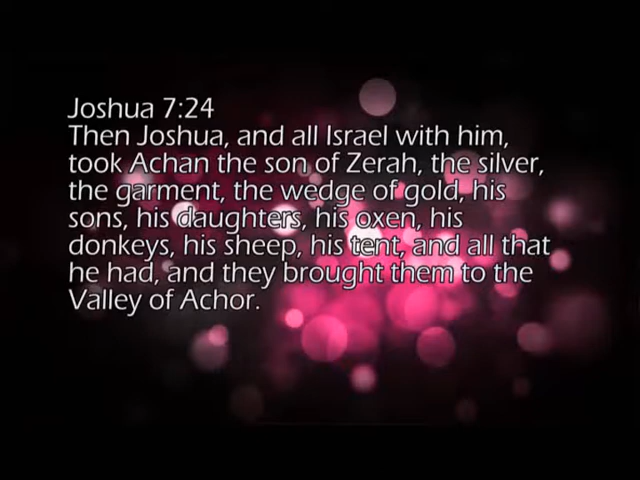 Joshua 7:24
Then Joshua, and all Israel with him,
took Achan the son of Zerah, the silver,
the garment, the wedge of gold, his
sons, his daughters, his oxen, his
donkeys, his sheep, his tent, and all that
he had, and they brought them to the
Valley of Achor.